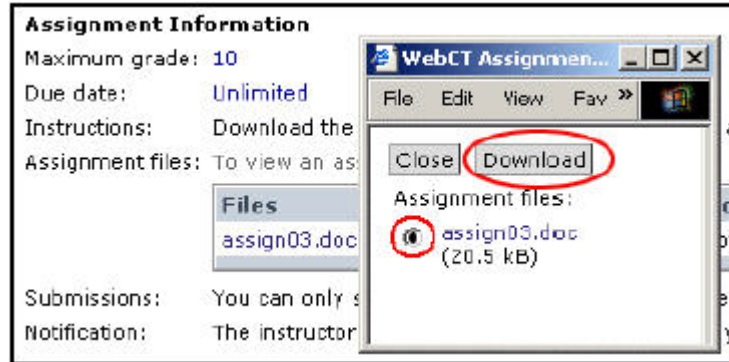 Assignment Information
Maximum grade: 10
Due date: Unlimited
Instructions: Download the
Assignment files: To view an as
Files
assign03.doc
Submissions: You can only s
Notification: The instructor
WebCT Assignmen...
File Edit View Fav »
Close Download
Assignment files:
assign03.doc
(20.5 kB)